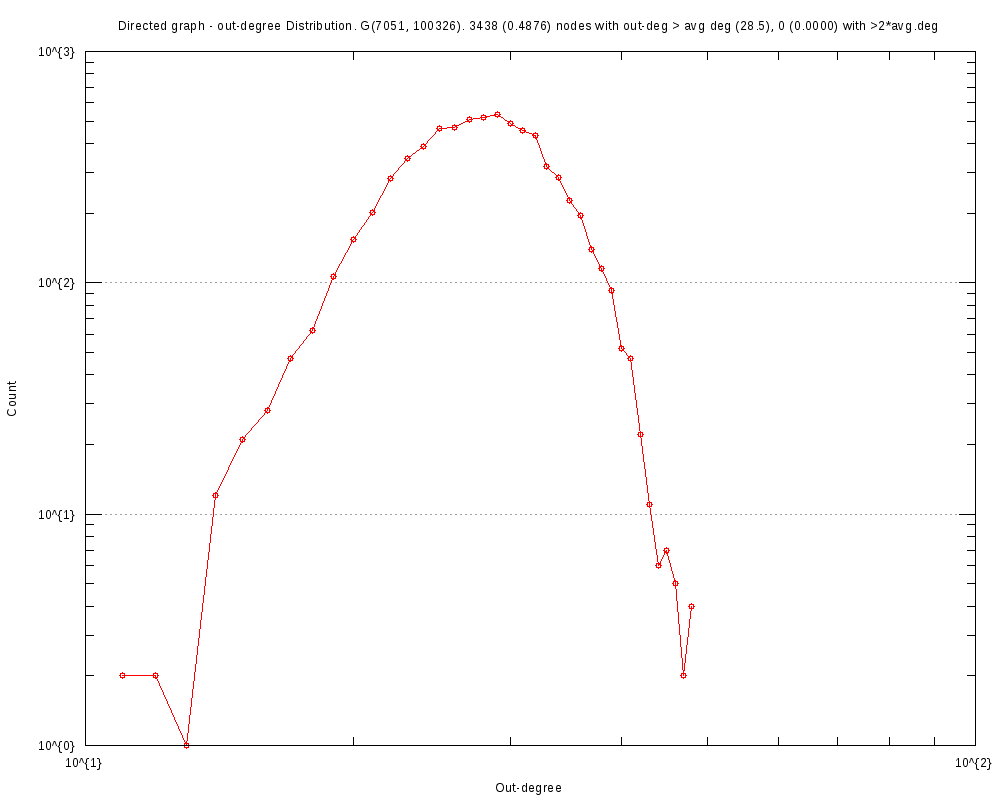 Directed graph - out-degree Distribution. G(7051, 100326). 3438 (0.4876) nodes with out-deg > avg deg (28.5), 0 (0.0000) with >2*avg.deg
10^{3}
10^{2}
10^{1}
10^{0}
Count
10^{1}
10^{2}
Out-degree